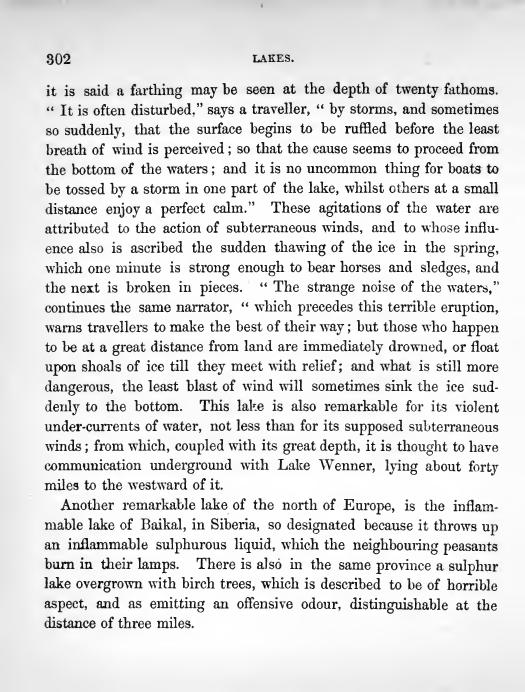 302 LAKES.
it is said a farthing may be seen at the depth of twenty fathoms.
“ It is often disturbed,” says a traveller, “ by storms, and sometimes
so suddenly, that the surface begins to be ruffled before the least
breath of wind is perceived ; so that the cause seems to proceed from
the bottom of the waters ; and it is no uncommon thing for boats to
be tossed by a storm in one part of the lake, whilst others at a small
distance enjoy a perfect calm.” These agitations of the water are
attributed to the action of subterraneous winds, and to whose influ-
ence also is ascribed the sudden thawing of the ice in the spring,
which one minute is strong enough to bear horses and sledges, and
the next is broken in pieces. “ The strange noise of the waters,”
continues the same narrator, “ which precedes this terrible eruption,
warns travellers to make the best of their way ; but those who happen
to be at a great distance from land are immediately drowned, or float
upon shoals of ice till they meet with relief ; and what is still more
dangerous, the least blast of wind will sometimes sink the ice sud-
denly to the bottom. This lake is also remarkable for its violent
under-currents of water, not less than for its supposed subterraneous
winds ; from which, coupled with its great depth, it is thought to have
communication underground with Lake Wenner, lying about forty
miles to the westward of it.
Another remarkable lake of the north of Europe, is the inflam-
mable lake of Baikal, in Siberia, so designated because it throws up
an inflammable sulphurous liquid, which the neighbouring peasants
burn in their lamps. There is also in the same province a sulphur
lake overgrown with birch trees, which is described to be of horrible
aspect, and as emitting an offensive odour, distinguishable at the
distance of three miles.